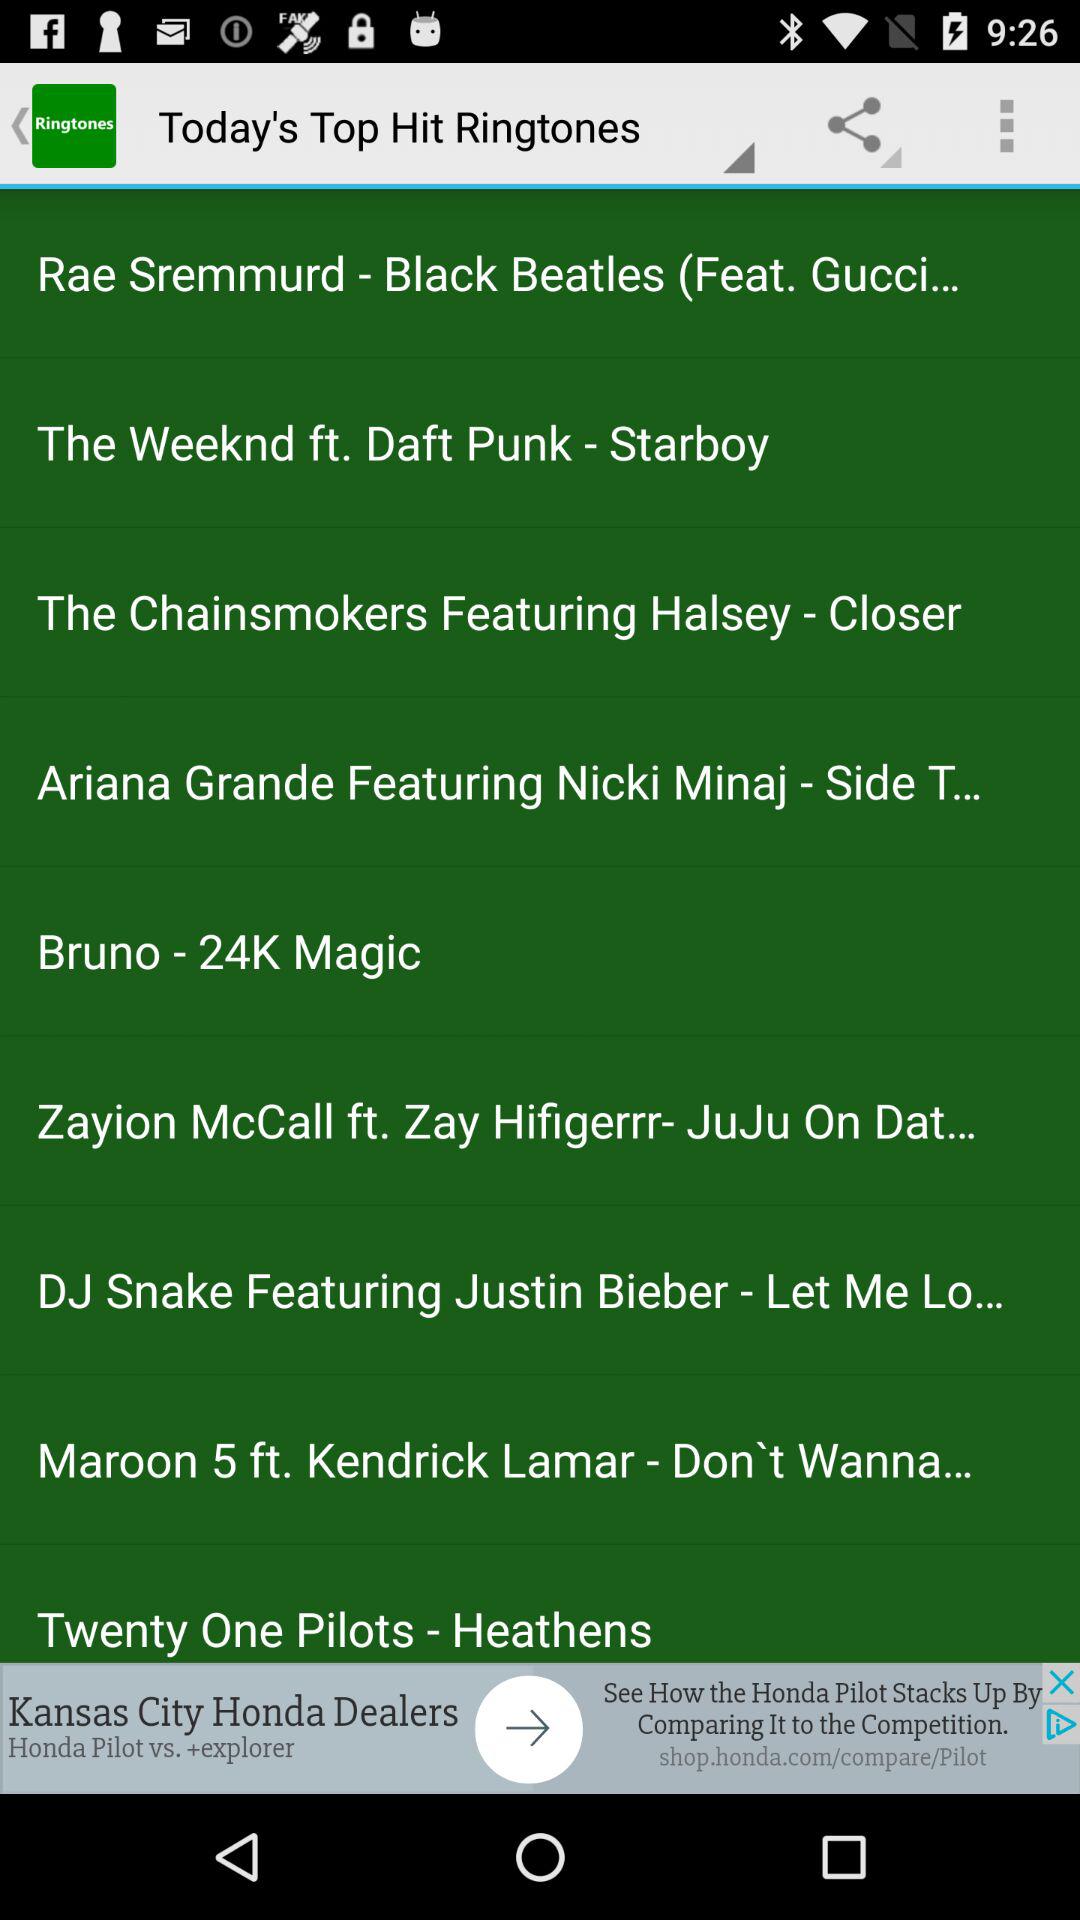 FAKE
9:26
Ringtones
Today's Top Hit Ringtones
Rae Sremmurd - Black Beatles (Feat. Gucci...
The Weeknd ft. Daft Punk - Starboy
The Chainsmokers Featuring Halsey - Closer
Ariana Grande Featuring Nicki Minaj - Side T...
Bruno - 24K Magic
Zayion McCall ft. Zay Hifigerrr- JuJu On Dat...
DJ Snake Featuring Justin Bieber - Let Me Lo...
Maroon 5 ft. Kendrick Lamar - Don`t Wanna...
Twenty One Pilots - Heathens
Kansas City Honda Dealers
Honda Pilot vs. +explorer
See How the Honda Pilot Stacks Up By
Comparing It to the Competition.
shop.honda.com/compare/Pilot